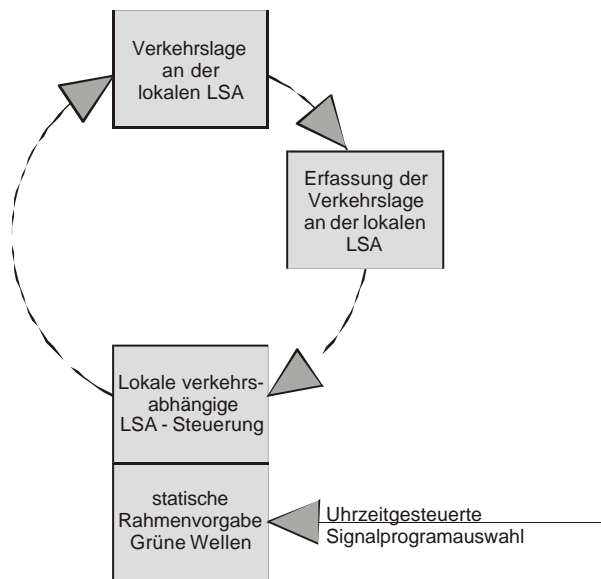 Verkehrslage
an der
lokalen LSA
Erfassung der
Verkehrslage
an der lokalen
LSA
Lokale verkehrs-
abhängige
LSA - Steuerung
statische
Rahmenvorgabe
Grüne Wellen
Uhrzeitgesteuerte
Signalprogramauswahl